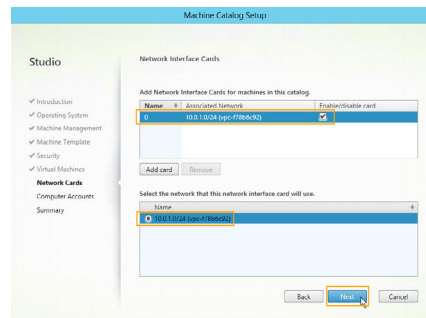 Machine Catalog Setup
Studio
Network Interface Cards
Introduction
Operating System
Machine Management
Machine Template
Security
Virtual Machines
Network Cards
Computer Accounts
Summary
Add Network Interface Cards for machines in this catalog.
Name Associated Network Enable/disable card
0 10.0.1.0/24 (vpc-f78b6c92)
Add card Remove
Select the network that this network interface card will use.
Name
10.0.1.0/24 (vpc-f78b6c92)
Back Next Cancel